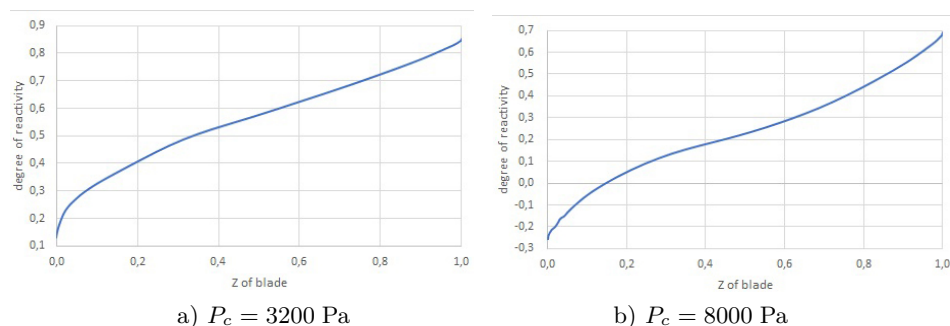 0,9
0,8
0,7
0,6
0,5
0,4
0,3
0,2
0,1
degree of reactivity
0,0 0,2 0,4 0,6 0,8 1,0
Z of blade
a) P_c = 3200 Pa
0,7
0,6
0,5
0,4
0,3
0,2
0,1
0,0
-0,1
-0,2
-0,3
degree of reactivity
0,0 0,2 0,4 0,6 0,8 1,0
Z of blade
b) P_c = 8000 Pa